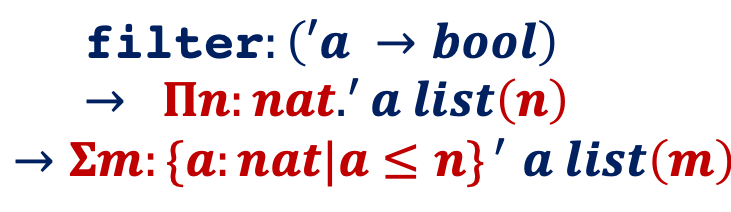 filter: (′a → bool)
→ Πn: nat.′ a list(n)
→ Σm: {a: nat|a ≤ n} ′ a list(m)